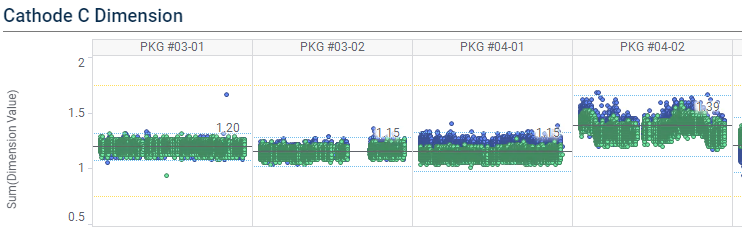 Cathode C Dimension
PKG #03-01
PKG #03-02
PKG #04-01
PKG #04-02
Sum(Dimension Value)
2
1.5
1
0.5
1.20
1.15
1.15
1.39